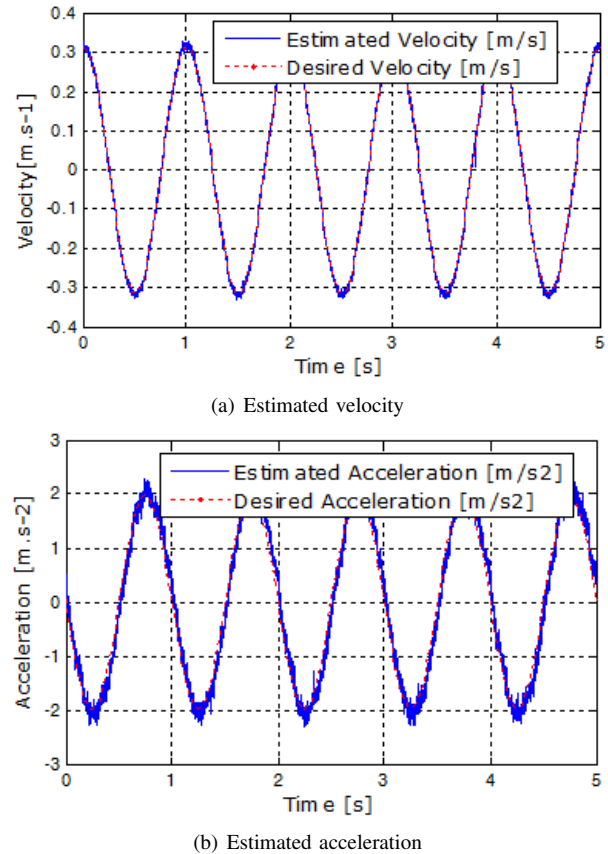 0.4
0.3
0.2
0.1
0
-0.1
-0.2
-0.3
-0.4
Velocity[m.s-1]
Estimated Velocity [m/s]
Desired Velocity [m/s]
0 1 2 3 4 5
Time [s]
(a) Estimated velocity
3
2
1
0
-1
-2
-3
Acceleration [m.s-2]
Estimated Acceleration [m/s2]
Desired Acceleration [m/s2]
0 1 2 3 4 5
Time [s]
(b) Estimated acceleration